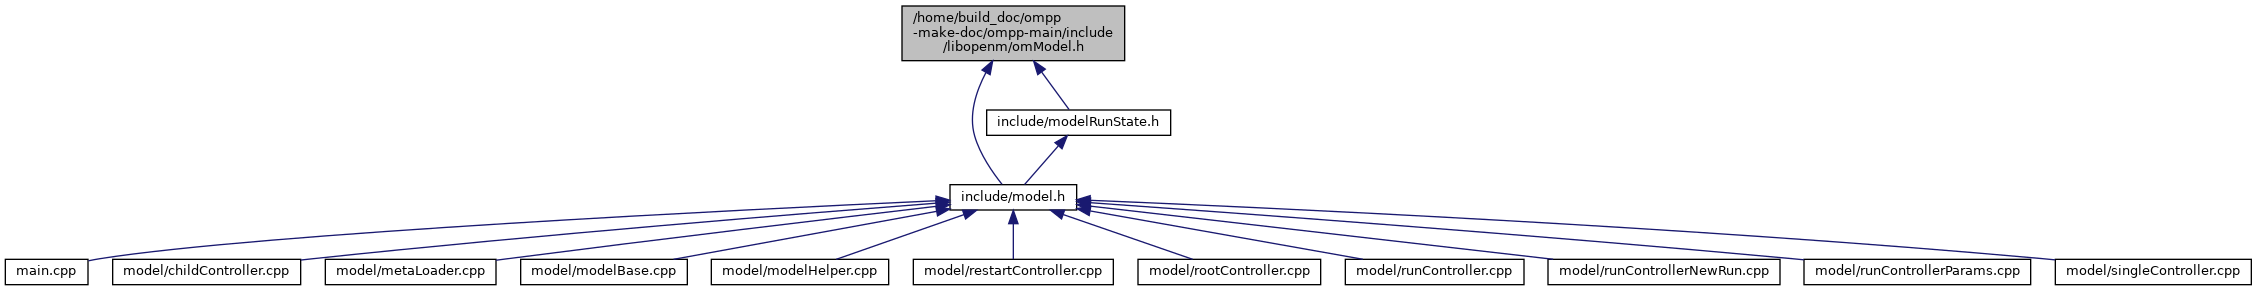 /home/build_doc/ompp
-make-doc/ompp-main/include
/libopenm/omModel.h
include/modelRunState.h
include/model.h
main.cpp
model/childController.cpp
model/metaLoader.cpp
model/modelBase.cpp
model/modelHelper.cpp
model/restartController.cpp
model/rootController.cpp
model/runController.cpp
model/runControllerNewRun.cpp
model/runControllerParams.cpp
model/singleController.cpp